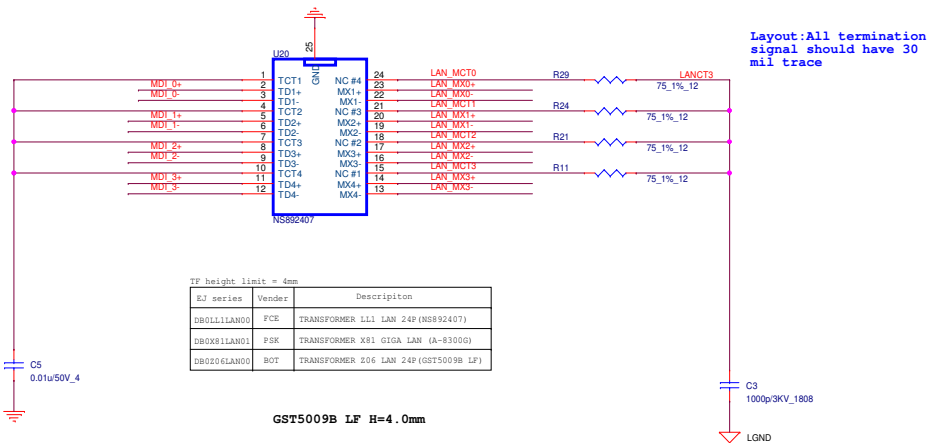 Layout:All termination
signal should have 30
mil trace
U20
25
GND
1 TCT1 NC #4 24 LAN_MCT0 R29 LANCT3
MDI_0+ 2 TD1+ MX1+ 23 LAN_MX0+ 75_1%_12
MDI_0- 3 TD1- MX1- 22 LAN_MX0-
4 TCT2 NC #3 21 LAN_MCT1 R24
MDI_1+ 5 TD2+ MX2+ 20 LAN_MX1+ 75_1%_12
MDI_1- 6 TD2- MX2- 19 LAN_MX1-
7 TCT3 NC #2 18 LAN_MCT2 R21
MDI_2+ 8 TD3+ MX3+ 17 LAN_MX2+ 75_1%_12
MDI_2- 9 TD3- MX3- 16 LAN_MX2-
10 TCT4 NC #1 15 LAN_MCT3 R11
MDI_3+ 11 TD4+ MX4+ 14 LAN_MX3+ 75_1%_12
MDI_3- 12 TD4- MX4- 13 LAN_MX3-
NS892407
TF height limit = 4mm
EJ series Vender Descripiton
DB0LL1LAN00 FCE TRANSFORMER LL1 LAN 24P(NS892407)
DB0X81LAN01 PSK TRANSFORMER X81 GIGA LAN (A-8300G)
DB0Z06LAN00 BOT TRANSFORMER Z06 LAN 24P(GST5009B LF)
C5
0.01u/50V_4
C3
1000p/3KV_1808
GST5009B LF H=4.0mm
LGND